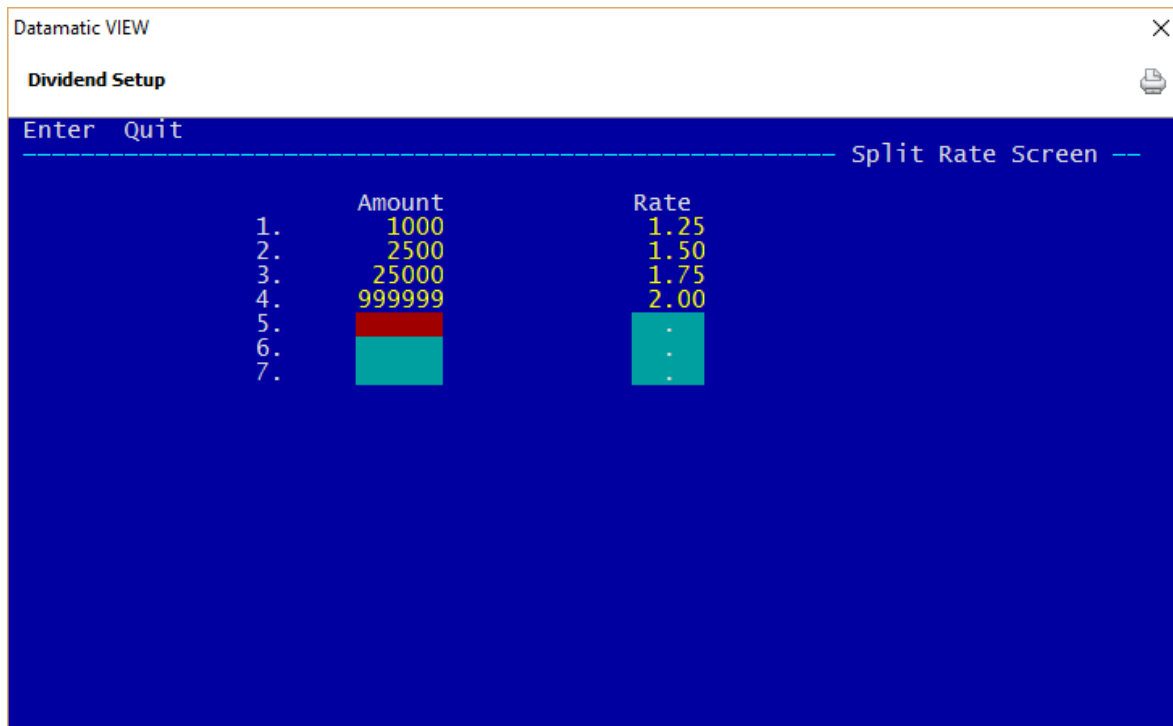 Datamatic VIEW
Dividend Setup
Enter Quit
Split Rate Screen
Amount Rate
1. 1000 1.25
2. 2500 1.50
3. 25000 1.75
4. 999999 2.00
5. .
6. .
7. .